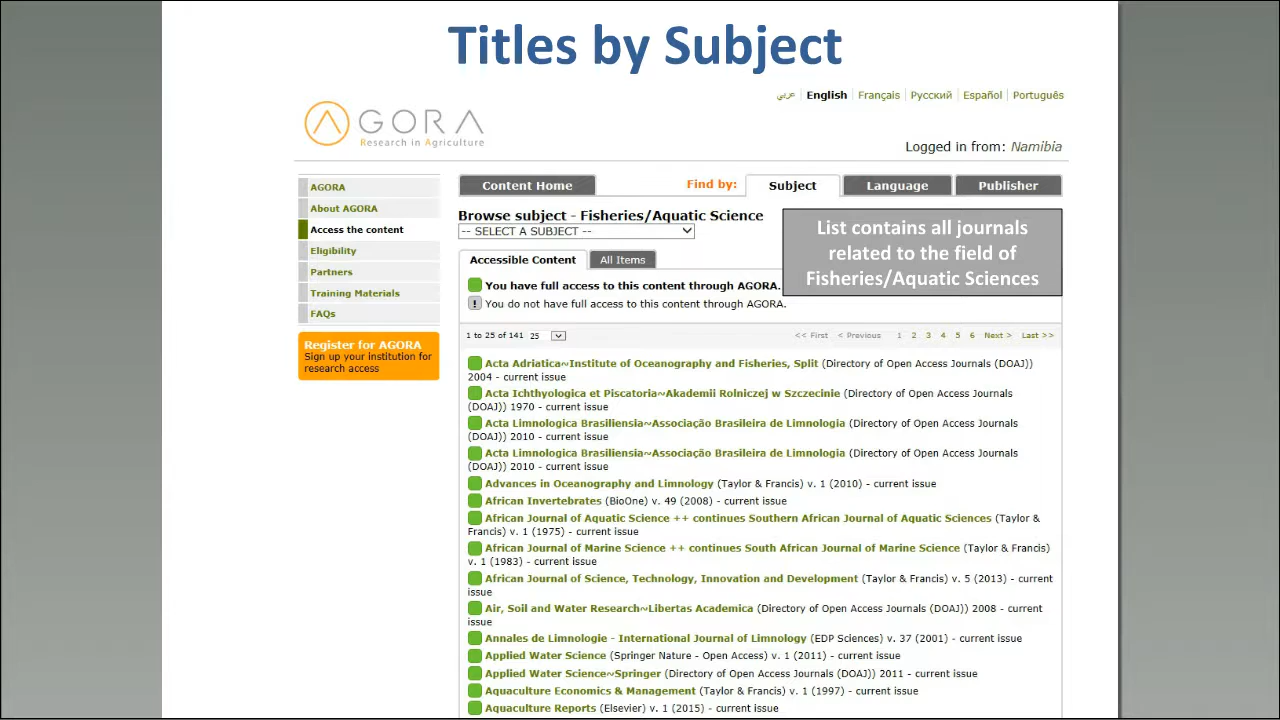 Titles by Subject
عربي English Français Русский Español Português
AGORA
Research in Agriculture
Logged in from: Namibia
AGORA
About AGORA
Access the content
Eligibility
Partners
Training Materials
FAQs
Register for AGORA
Sign up your institution for
research access
Content Home Find by: Subject Language Publisher
Browse subject - Fisheries/Aquatic Science
-- SELECT A SUBJECT --
List contains all journals
related to the field of
Fisheries/Aquatic Sciences
Accessible Content All Items
You have full access to this content through AGORA.
! You do not have full access to this content through AGORA.
1 to 25 of 141 25 << First < Previous 1 2 3 4 5 6 Next > Last >>
Acta Adriatica~Institute of Oceanography and Fisheries, Split (Directory of Open Access Journals (DOAJ))
2004 - current issue
Acta Ichthyologica et Piscatoria~Akademii Rolniczej w Szczecinie (Directory of Open Access Journals
(DOAJ)) 1970 - current issue
Acta Limnologica Brasiliensia~Associação Brasileira de Limnologia (Directory of Open Access Journals
(DOAJ)) 2010 - current issue
Acta Limnologica Brasiliensia~Associação Brasileira de Limnologia (Directory of Open Access Journals
(DOAJ)) 2010 - current issue
Advances in Oceanography and Limnology (Taylor & Francis) v. 1 (2010) - current issue
African Invertebrates (BioOne) v. 49 (2008) - current issue
African Journal of Aquatic Science ++ continues Southern African Journal of Aquatic Sciences (Taylor &
Francis) v. 1 (1975) - current issue
African Journal of Marine Science ++ continues South African Journal of Marine Science (Taylor & Francis)
v. 1 (1983) - current issue
African Journal of Science, Technology, Innovation and Development (Taylor & Francis) v. 5 (2013) - current
issue
Air, Soil and Water Research~Libertas Academica (Directory of Open Access Journals (DOAJ)) 2008 - current
issue
Annales de Limnologie - International Journal of Limnology (EDP Sciences) v. 37 (2001) - current issue
Applied Water Science (Springer Nature - Open Access) v. 1 (2011) - current issue
Applied Water Science~Springer (Directory of Open Access Journals (DOAJ)) 2011 - current issue
Aquaculture Economics & Management (Taylor & Francis) v. 1 (1997) - current issue
Aquaculture Reports (Elsevier) v. 1 (2015) - current issue